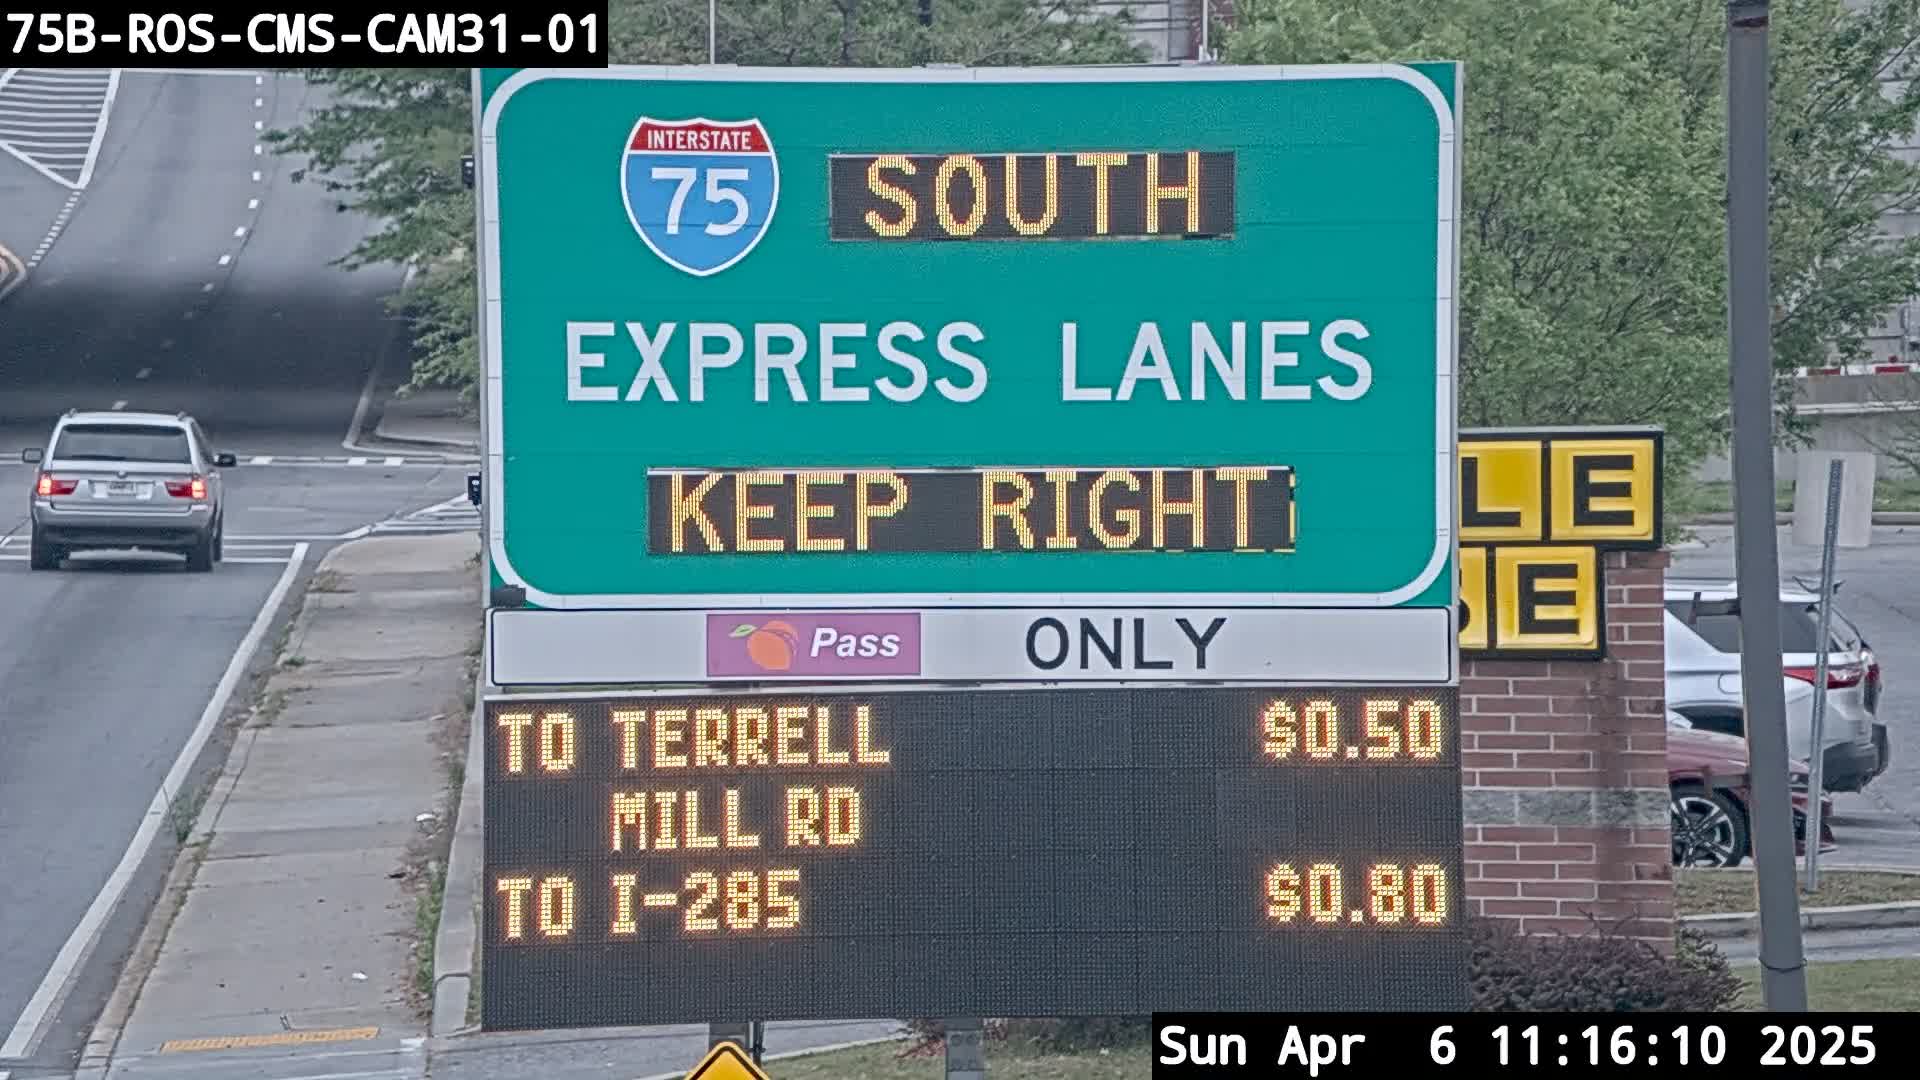 75B-ROS-CMS-CAM31-01
INTERSTATE
75
SOUTH
EXPRESS LANES
KEEP RIGHT
Pass ONLY
TO TERRELL $0.50
MILL RD
TO I-285 $0.80
LE
E
Sun Apr 6 11:16:10 2025